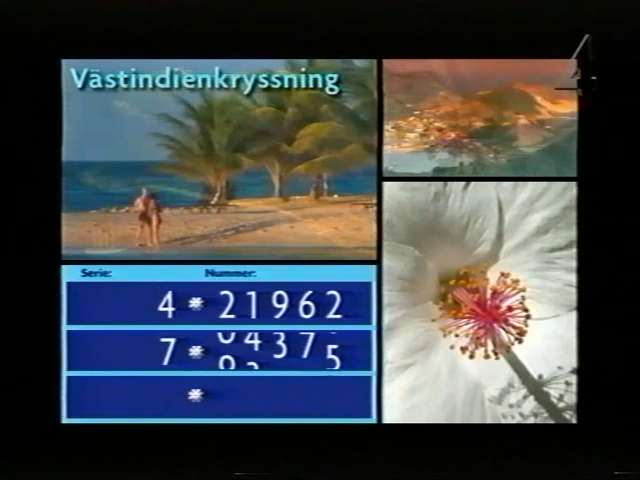 Västindienkryssning
4
Serie: Nummer:
4 * 21962
7 *
*